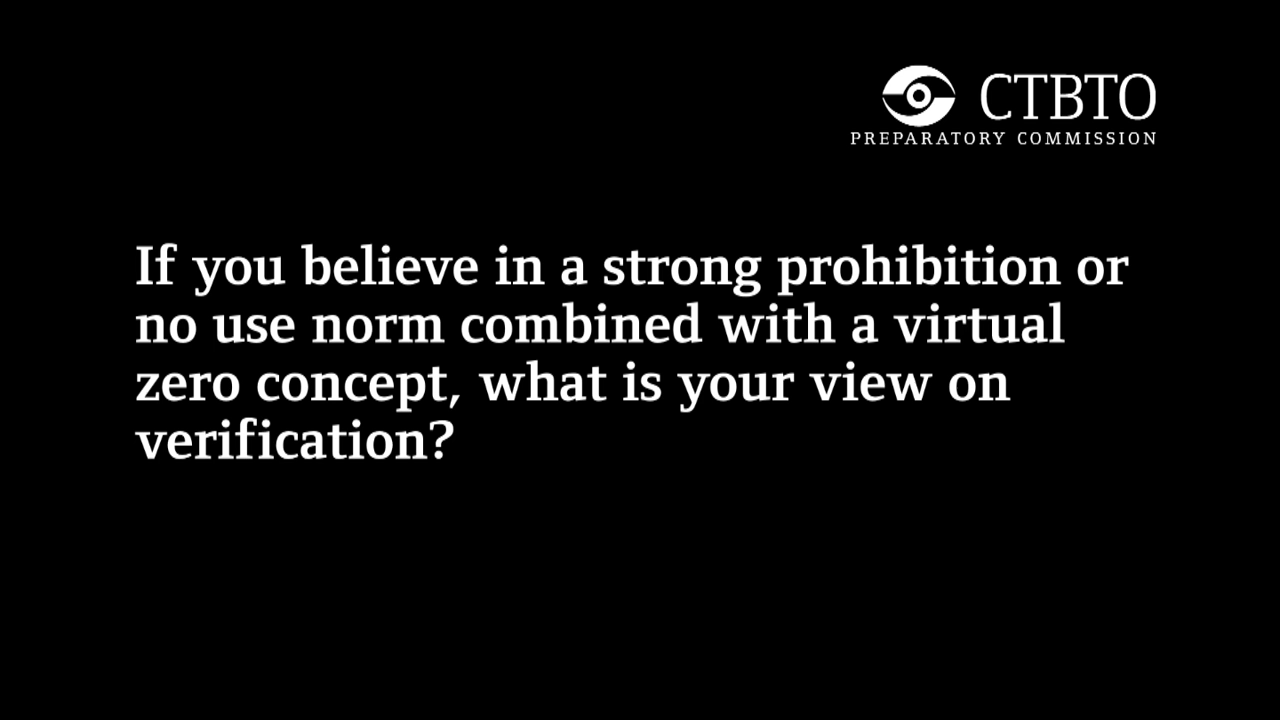 CTBTO
PREPARATORY COMMISSION
If you believe in a strong prohibition or
no use norm combined with a virtual
zero concept, what is your view on
verification?